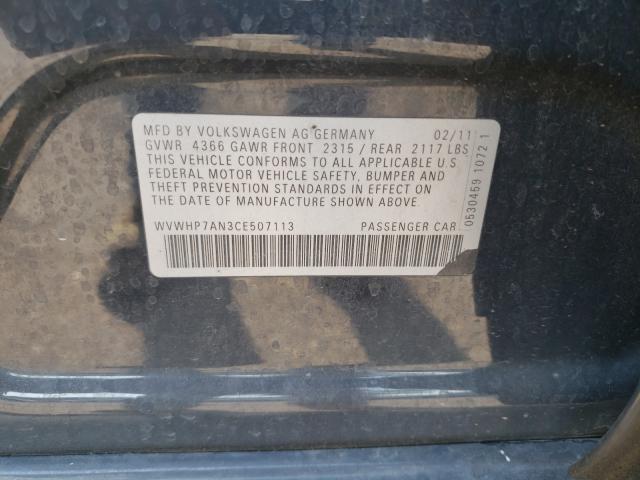 MFD BY VOLKSWAGEN AG GERMANY 02/11
GVWR 4366 GAWR FRONT 2315 / REAR 2117 LBS
THIS VEHICLE CONFORMS TO ALL APPLICABLE U.S.
FEDERAL MOTOR VEHICLE SAFETY, BUMPER AND
THEFT PREVENTION STANDARDS IN EFFECT ON
THE DATE OF MANUFACTURE SHOWN ABOVE.
WVWHP7AN3CE507113 PASSENGER CAR
0530459 1072 1